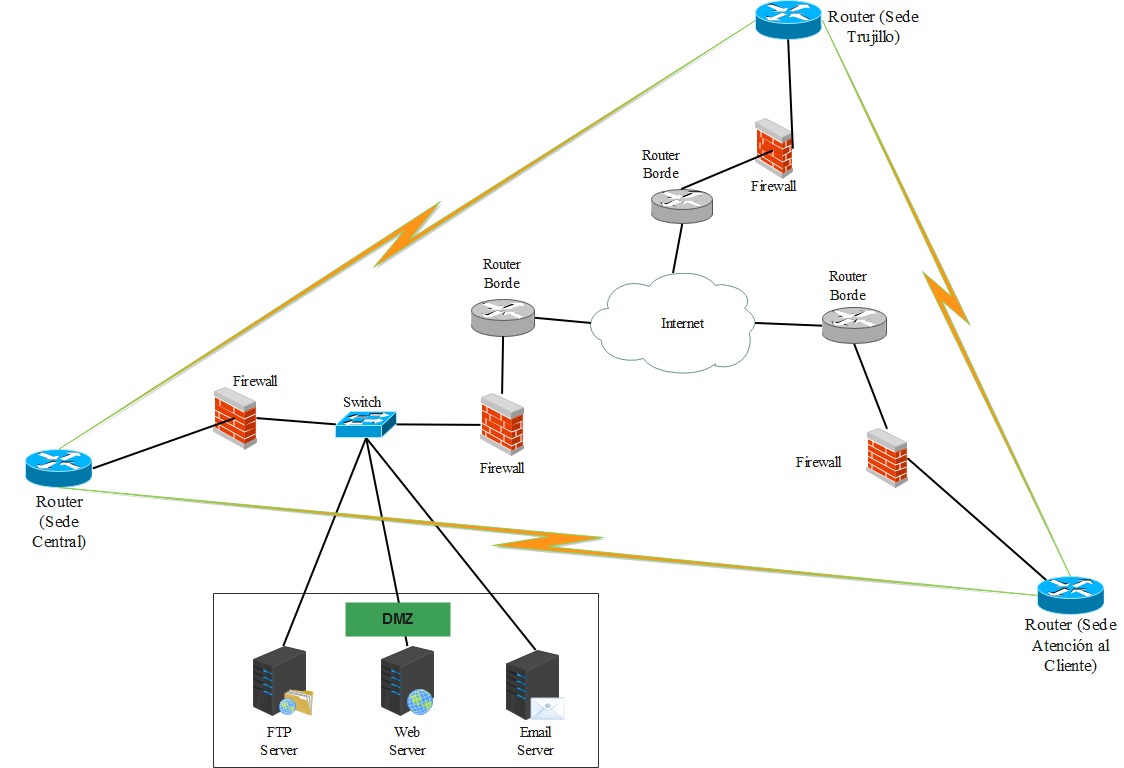 Router (Sede
Trujillo)
Router
Borde
Firewall
Router
Borde
Router
Borde
Internet
Firewall
Switch
Firewall
Firewall
Router
(Sede
Central)
DMZ
Router (Sede
Atención al
Cliente)
FTP
Server
Web
Server
Email
Server